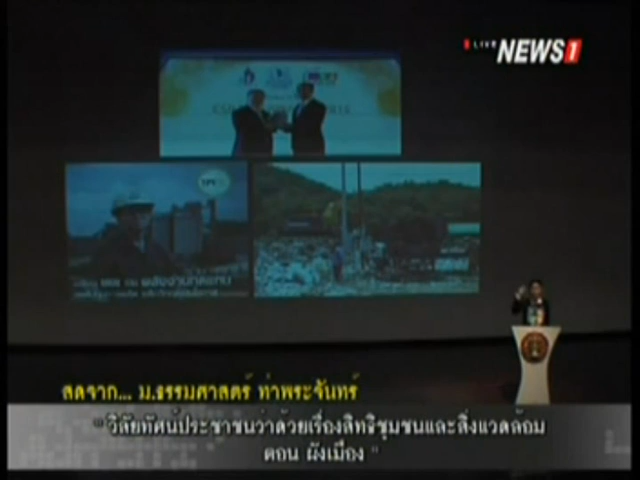 LIVE NEWS1
TPI
สดจาก... ม.ธรรมศาสตร์ ท่าพระจันทร์
" วิสัยทัศน์ประชาชนว่าด้วยเรื่องสิทธิชุมชนและสิ่งแวดล้อม
ตอน ผังเมือง "